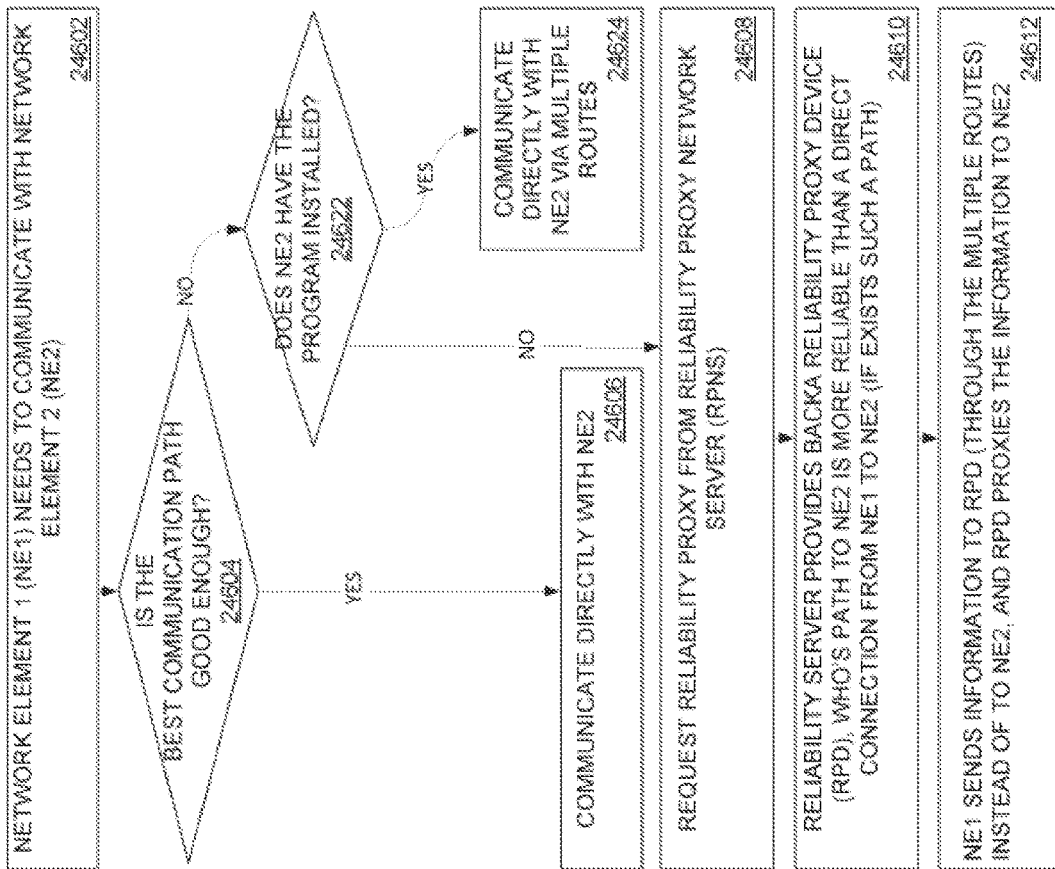 NETWORK ELEMENT 1 (NE1) NEEDS TO COMMUNICATE WITH NETWORK
ELEMENT 2 (NE2)
24602
IS THE
BEST COMMUNICATION PATH
GOOD ENOUGH?
24604
NO
DOES NE2 HAVE THE
PROGRAM INSTALLED?
24622
YES
YES
NO
COMMUNICATE
DIRECTLY WITH
NE2 VIA MULTIPLE
ROUTES
24624
COMMUNICATE DIRECTLY WITH NE2
24606
REQUEST RELIABILITY PROXY FROM RELIABILITY PROXY NETWORK
SERVER (RPNS)
24608
RELIABILITY SERVER PROVIDES BACKA RELIABILITY PROXY DEVICE
(RPD), WHO'S PATH TO NE2 IS MORE RELIABLE THAN A DIRECT
CONNECTION FROM NE1 TO NE2 (IF EXISTS SUCH A PATH)
24610
NE1 SENDS INFORMATION TO RPD (THROUGH THE MULTIPLE ROUTES)
INSTEAD OF TO NE2, AND RPD PROXIES THE INFORMATION TO NE2
24612